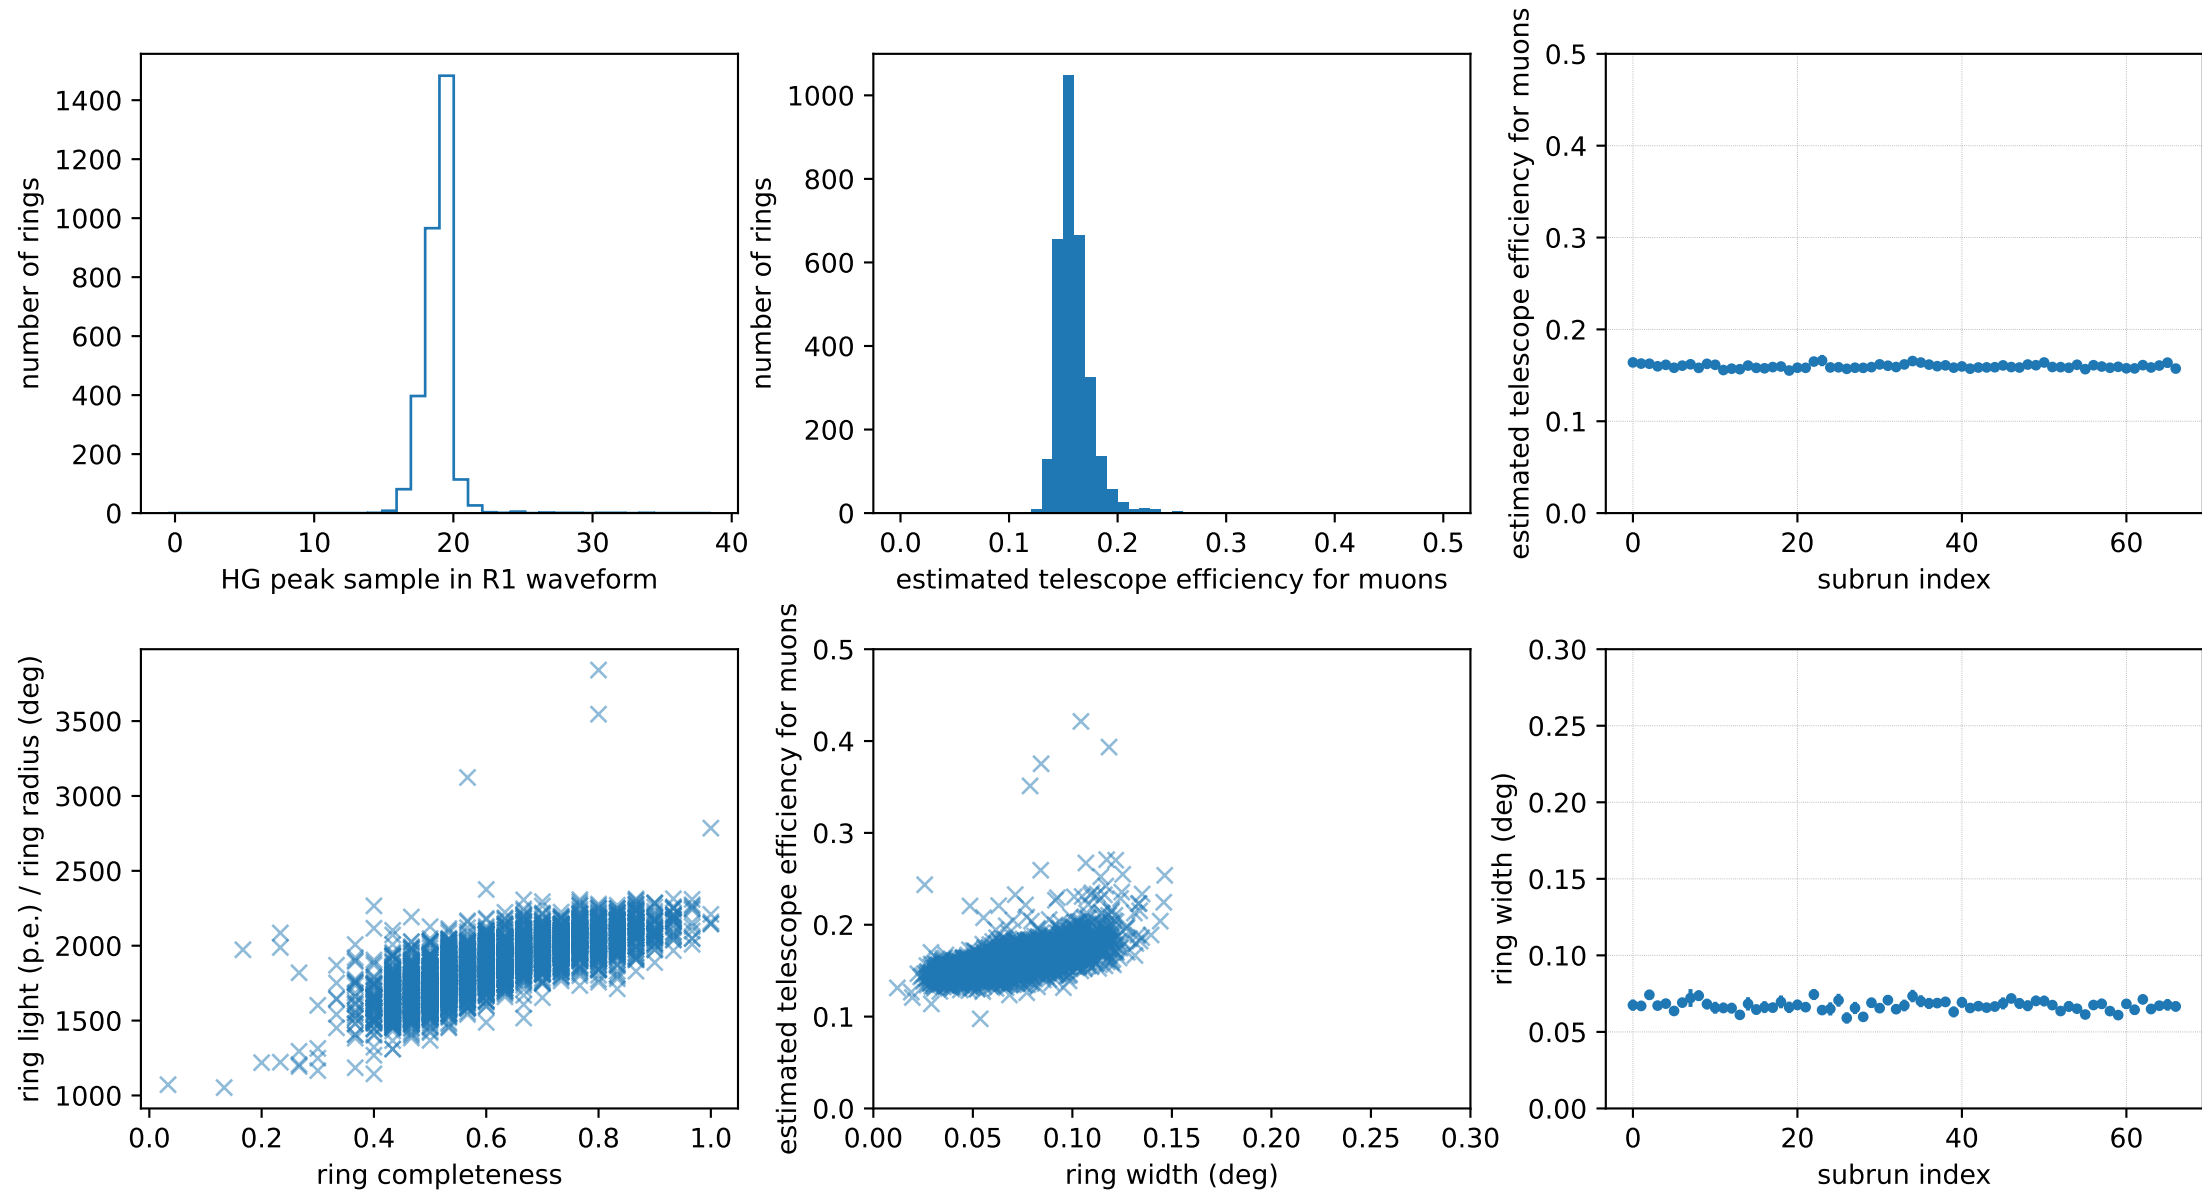 number of rings
1400
1200
1000
800
600
400
200
0
0 10 20 30 40
HG peak sample in R1 waveform
number of rings
1000
800
600
400
200
0
0.0 0.1 0.2 0.3 0.4 0.5
estimated telescope efficiency for muons
estimated telescope efficiency for muons
0.5
0.4
0.3
0.2
0.1
0.0
0 20 40 60
subrun index
ring light (p.e.) / ring radius (deg)
3500
3000
2500
2000
1500
1000
0.0 0.2 0.4 0.6 0.8 1.0
ring completeness
estimated telescope efficiency for muons
0.5
0.4
0.3
0.2
0.1
0.0
0.00 0.05 0.10 0.15 0.20 0.25 0.30
ring width (deg)
ring width (deg)
0.30
0.25
0.20
0.15
0.10
0.05
0.00
0 20 40 60
subrun index